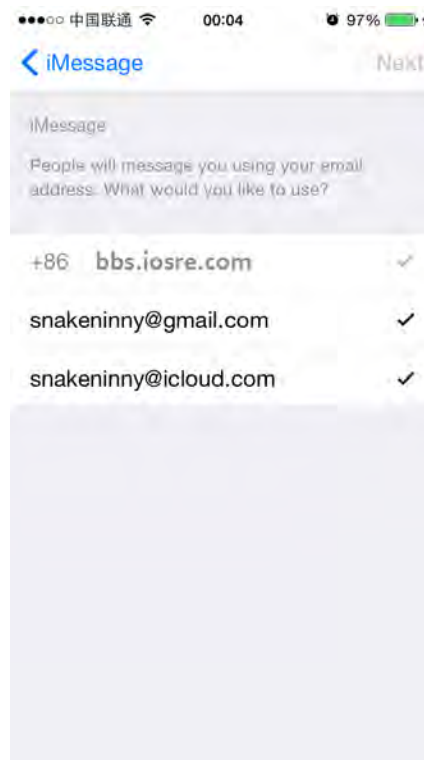 中国联通 00:04 97%
iMessage Next
iMessage
People will message you using your email
address. What would you like to use?
+86 bbs.iosre.com
snakeninny@gmail.com
snakeninny@icloud.com